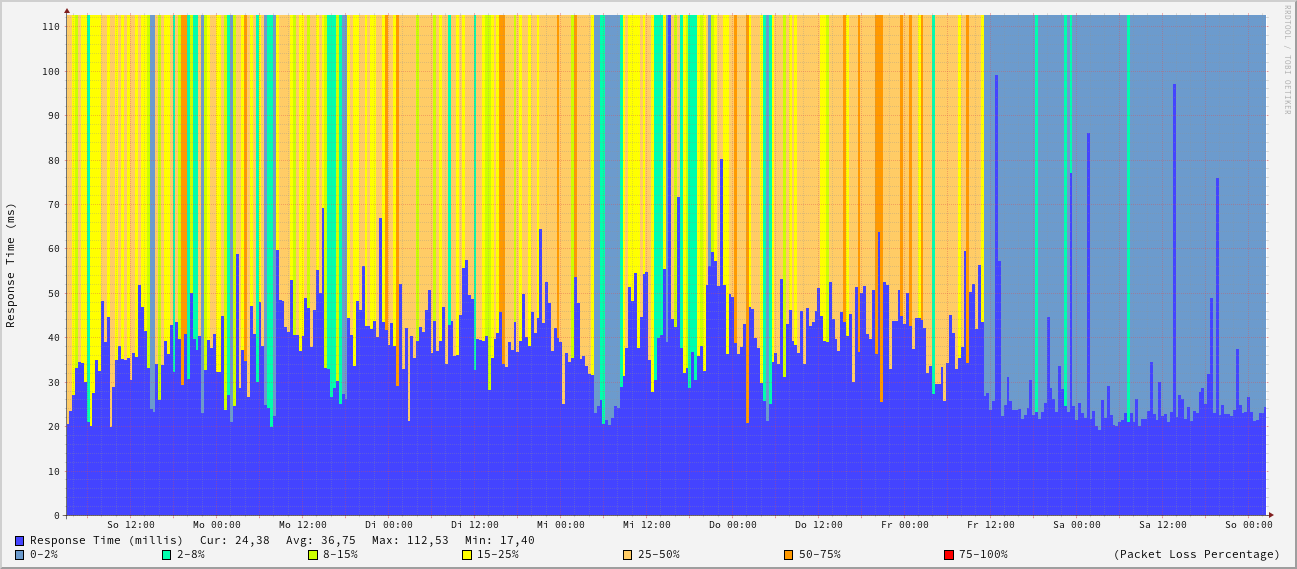 RRDTOOL / TOBI OETIKER
Response Time (ms)
110
100
90
80
70
60
50
40
30
20
10
0
So 12:00 Mo 00:00 Mo 12:00 Di 00:00 Di 12:00 Mi 00:00 Mi 12:00 Do 00:00 Do 12:00 Fr 00:00 Fr 12:00 Sa 00:00 Sa 12:00 So 00:00
Response Time (millis) Cur: 24,38 Avg: 36,75 Max: 112,53 Min: 17,40
0-2% 2-8% 8-15% 15-25% 25-50% 50-75% 75-100% (Packet Loss Percentage)